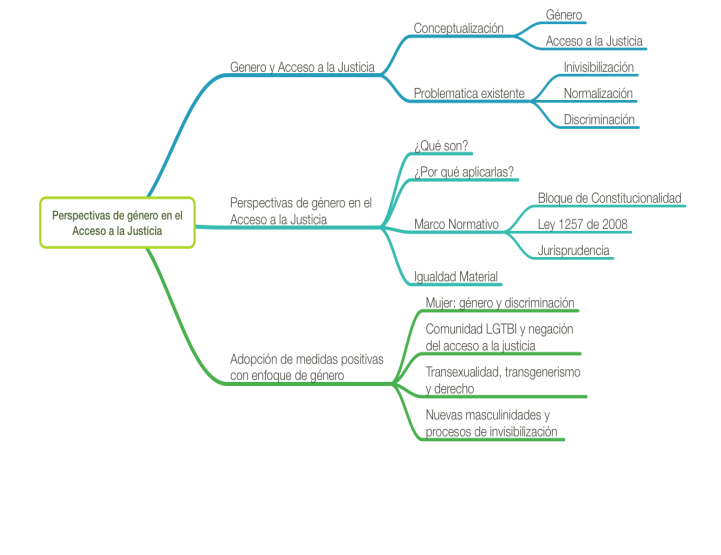 Perspectivas de género en el
Acceso a la Justicia
Genero y Acceso a la Justicia
Conceptualización
Género
Acceso a la Justicia
Problematica existente
Inivisibilización
Normalización
Discriminación
Perspectivas de género en el
Acceso a la Justicia
¿Qué son?
¿Por qué aplicarlas?
Marco Normativo
Bloque de Constitucionalidad
Ley 1257 de 2008
Jurisprudencia
Igualdad Material
Adopción de medidas positivas
con enfoque de género
Mujer: género y discriminación
Comunidad LGTBI y negación
del acceso a la justicia
Transexualidad, transgenerismo
y derecho
Nuevas masculinidades y
procesos de invisibilización